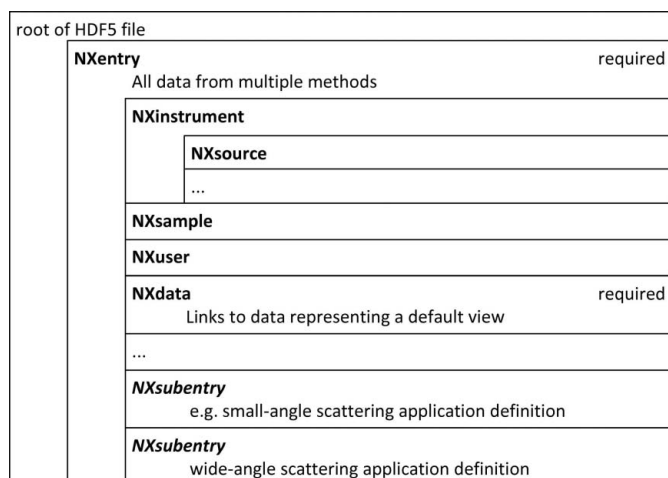 root of HDF5 file
NXentry required
All data from multiple methods
NXinstrument
NXsource
...
NXsample
NXuser
NXdata required
Links to data representing a default view
...
NXsubentry
e.g. small-angle scattering application definition
NXsubentry
wide-angle scattering application definition